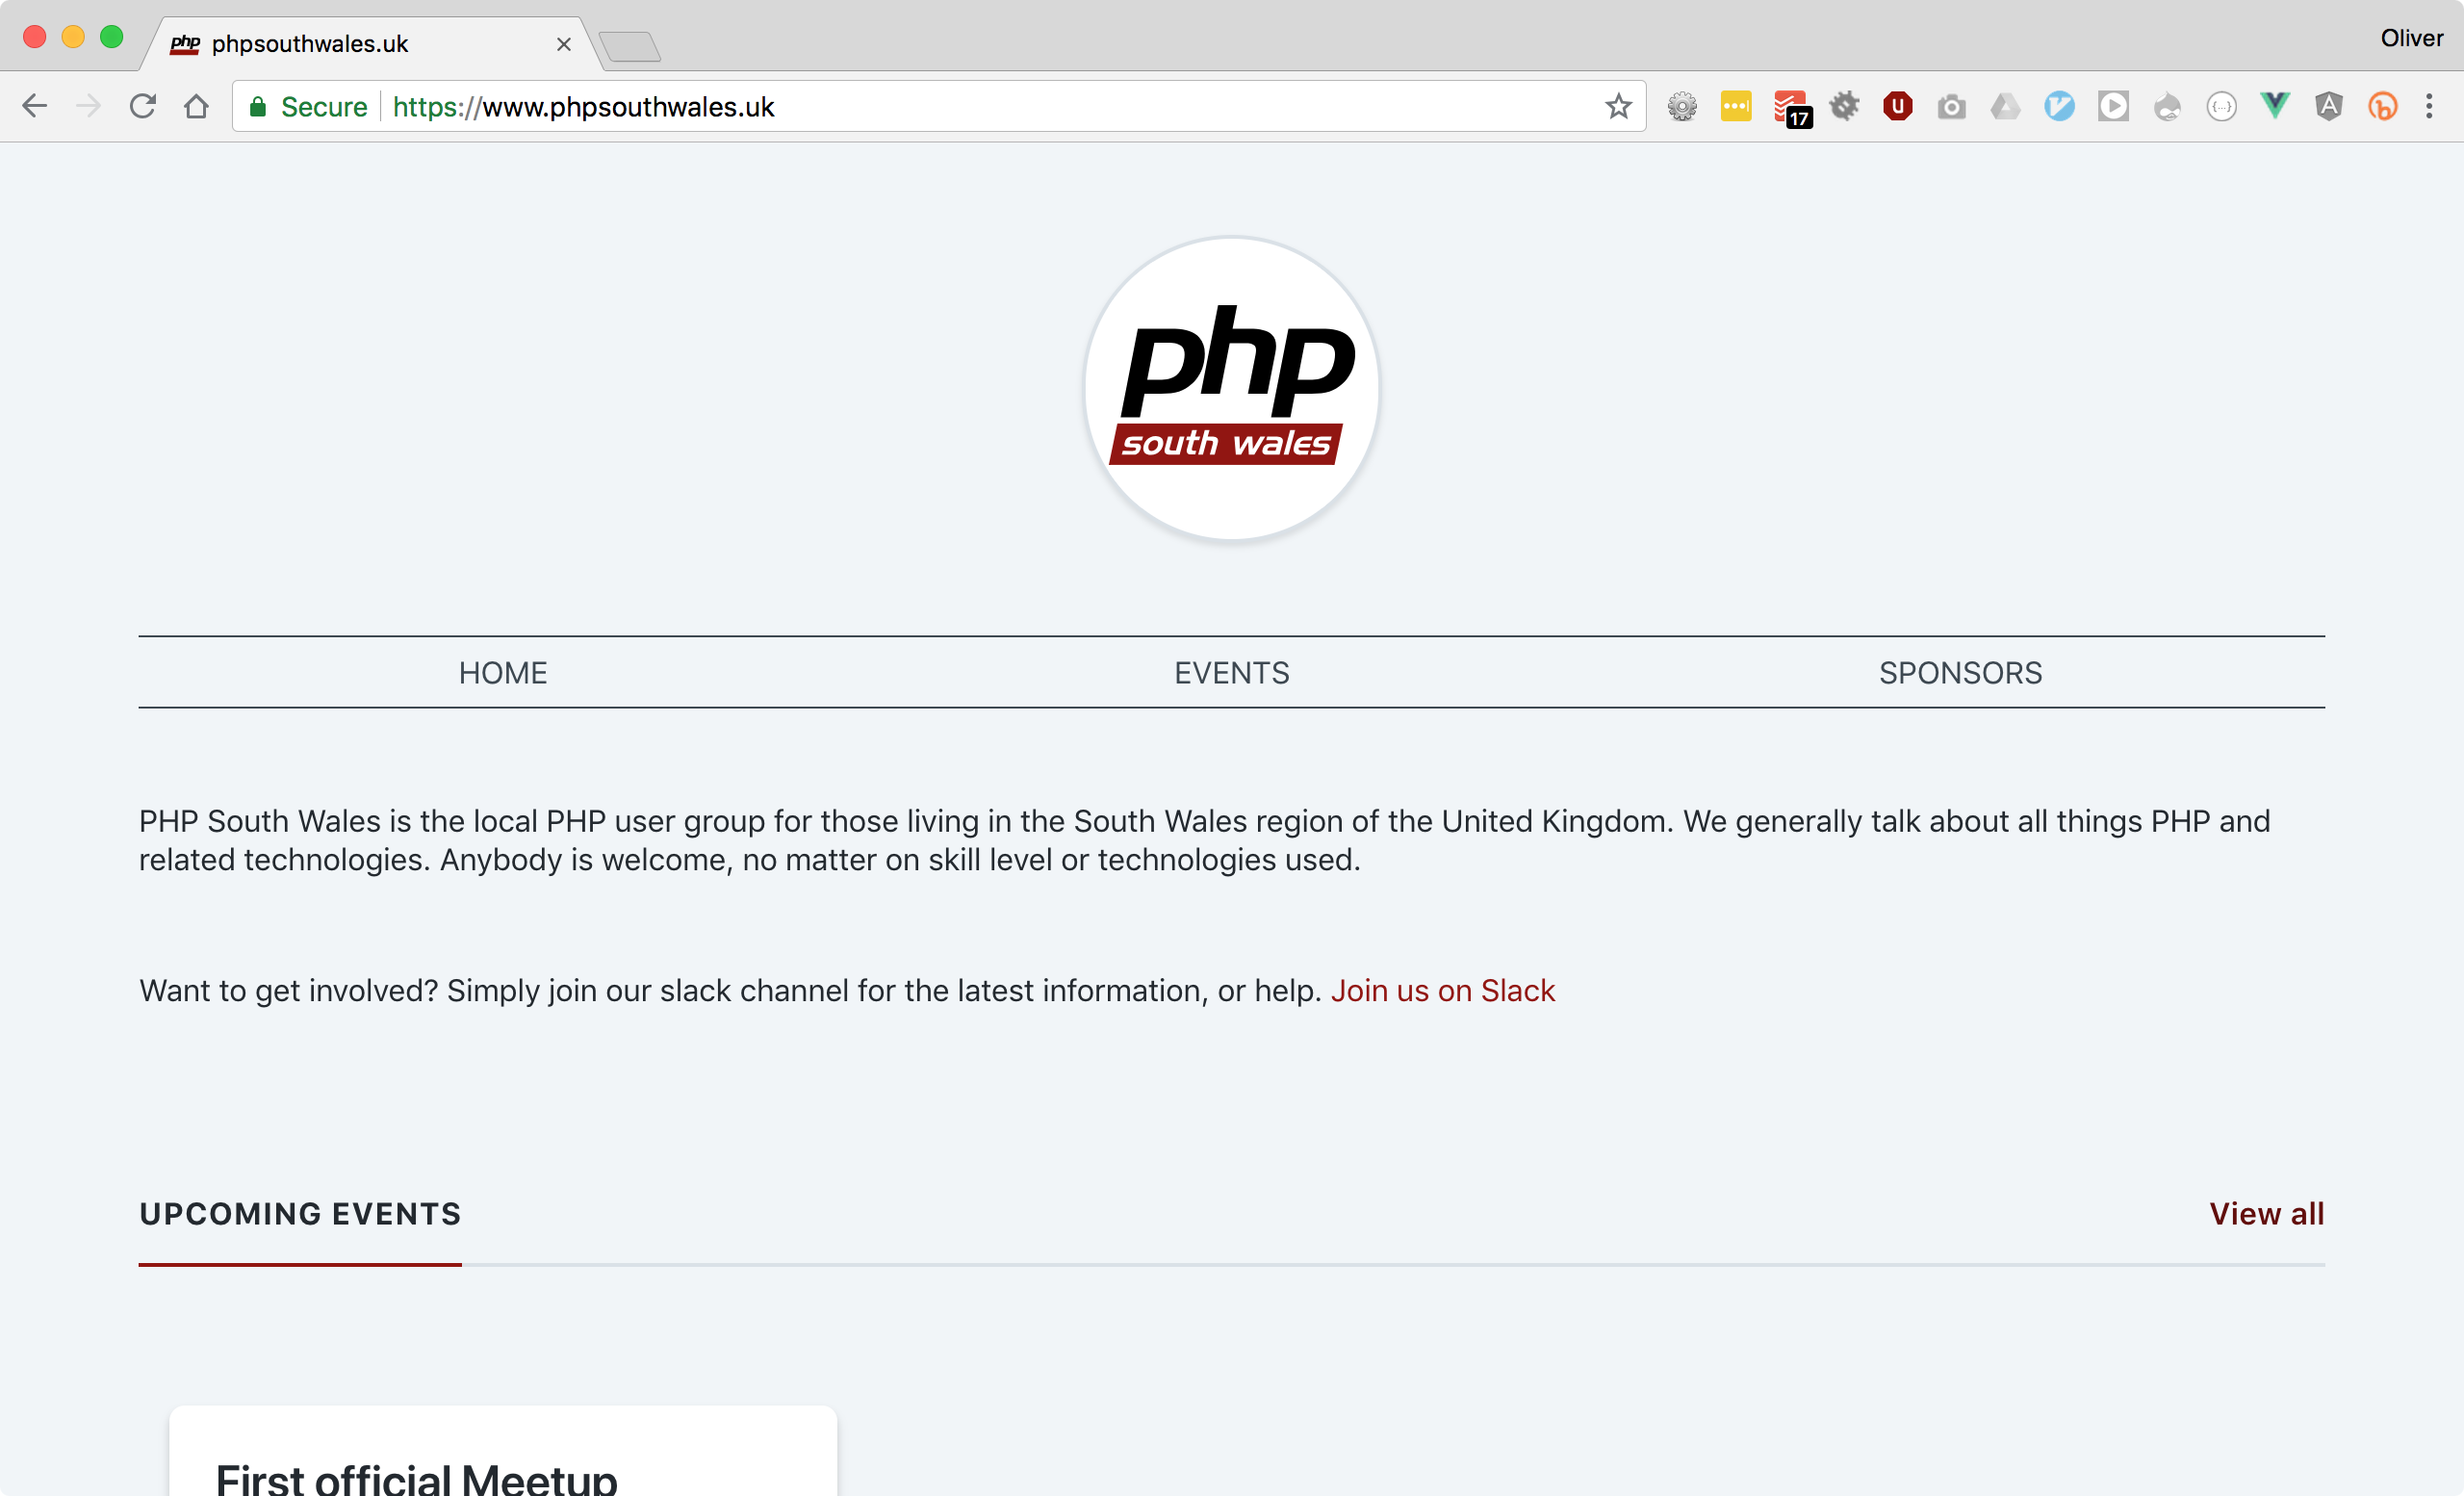 php phpsouthwales.uk
Oliver
Secure https://www.phpsouthwales.uk
17
php
south wales
HOME EVENTS SPONSORS
PHP South Wales is the local PHP user group for those living in the South Wales region of the United Kingdom. We generally talk about all things PHP and
related technologies. Anybody is welcome, no matter on skill level or technologies used.
Want to get involved? Simply join our slack channel for the latest information, or help. Join us on Slack
UPCOMING EVENTS View all
First official Meetup